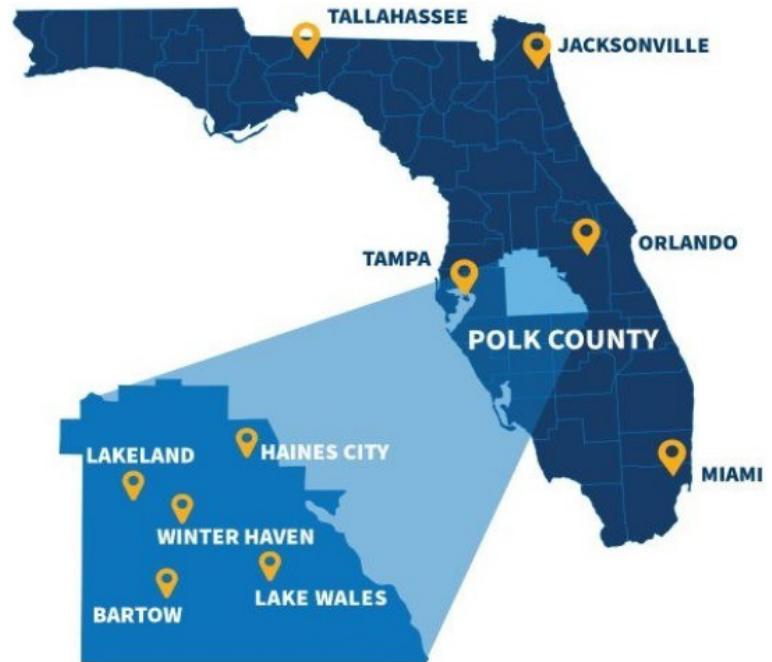 TALLAHASSEE
JACKSONVILLE
ORLANDO
TAMPA
POLK COUNTY
MIAMI
HAINES CITY
LAKELAND
WINTER HAVEN
LAKE WALES
BARTOW